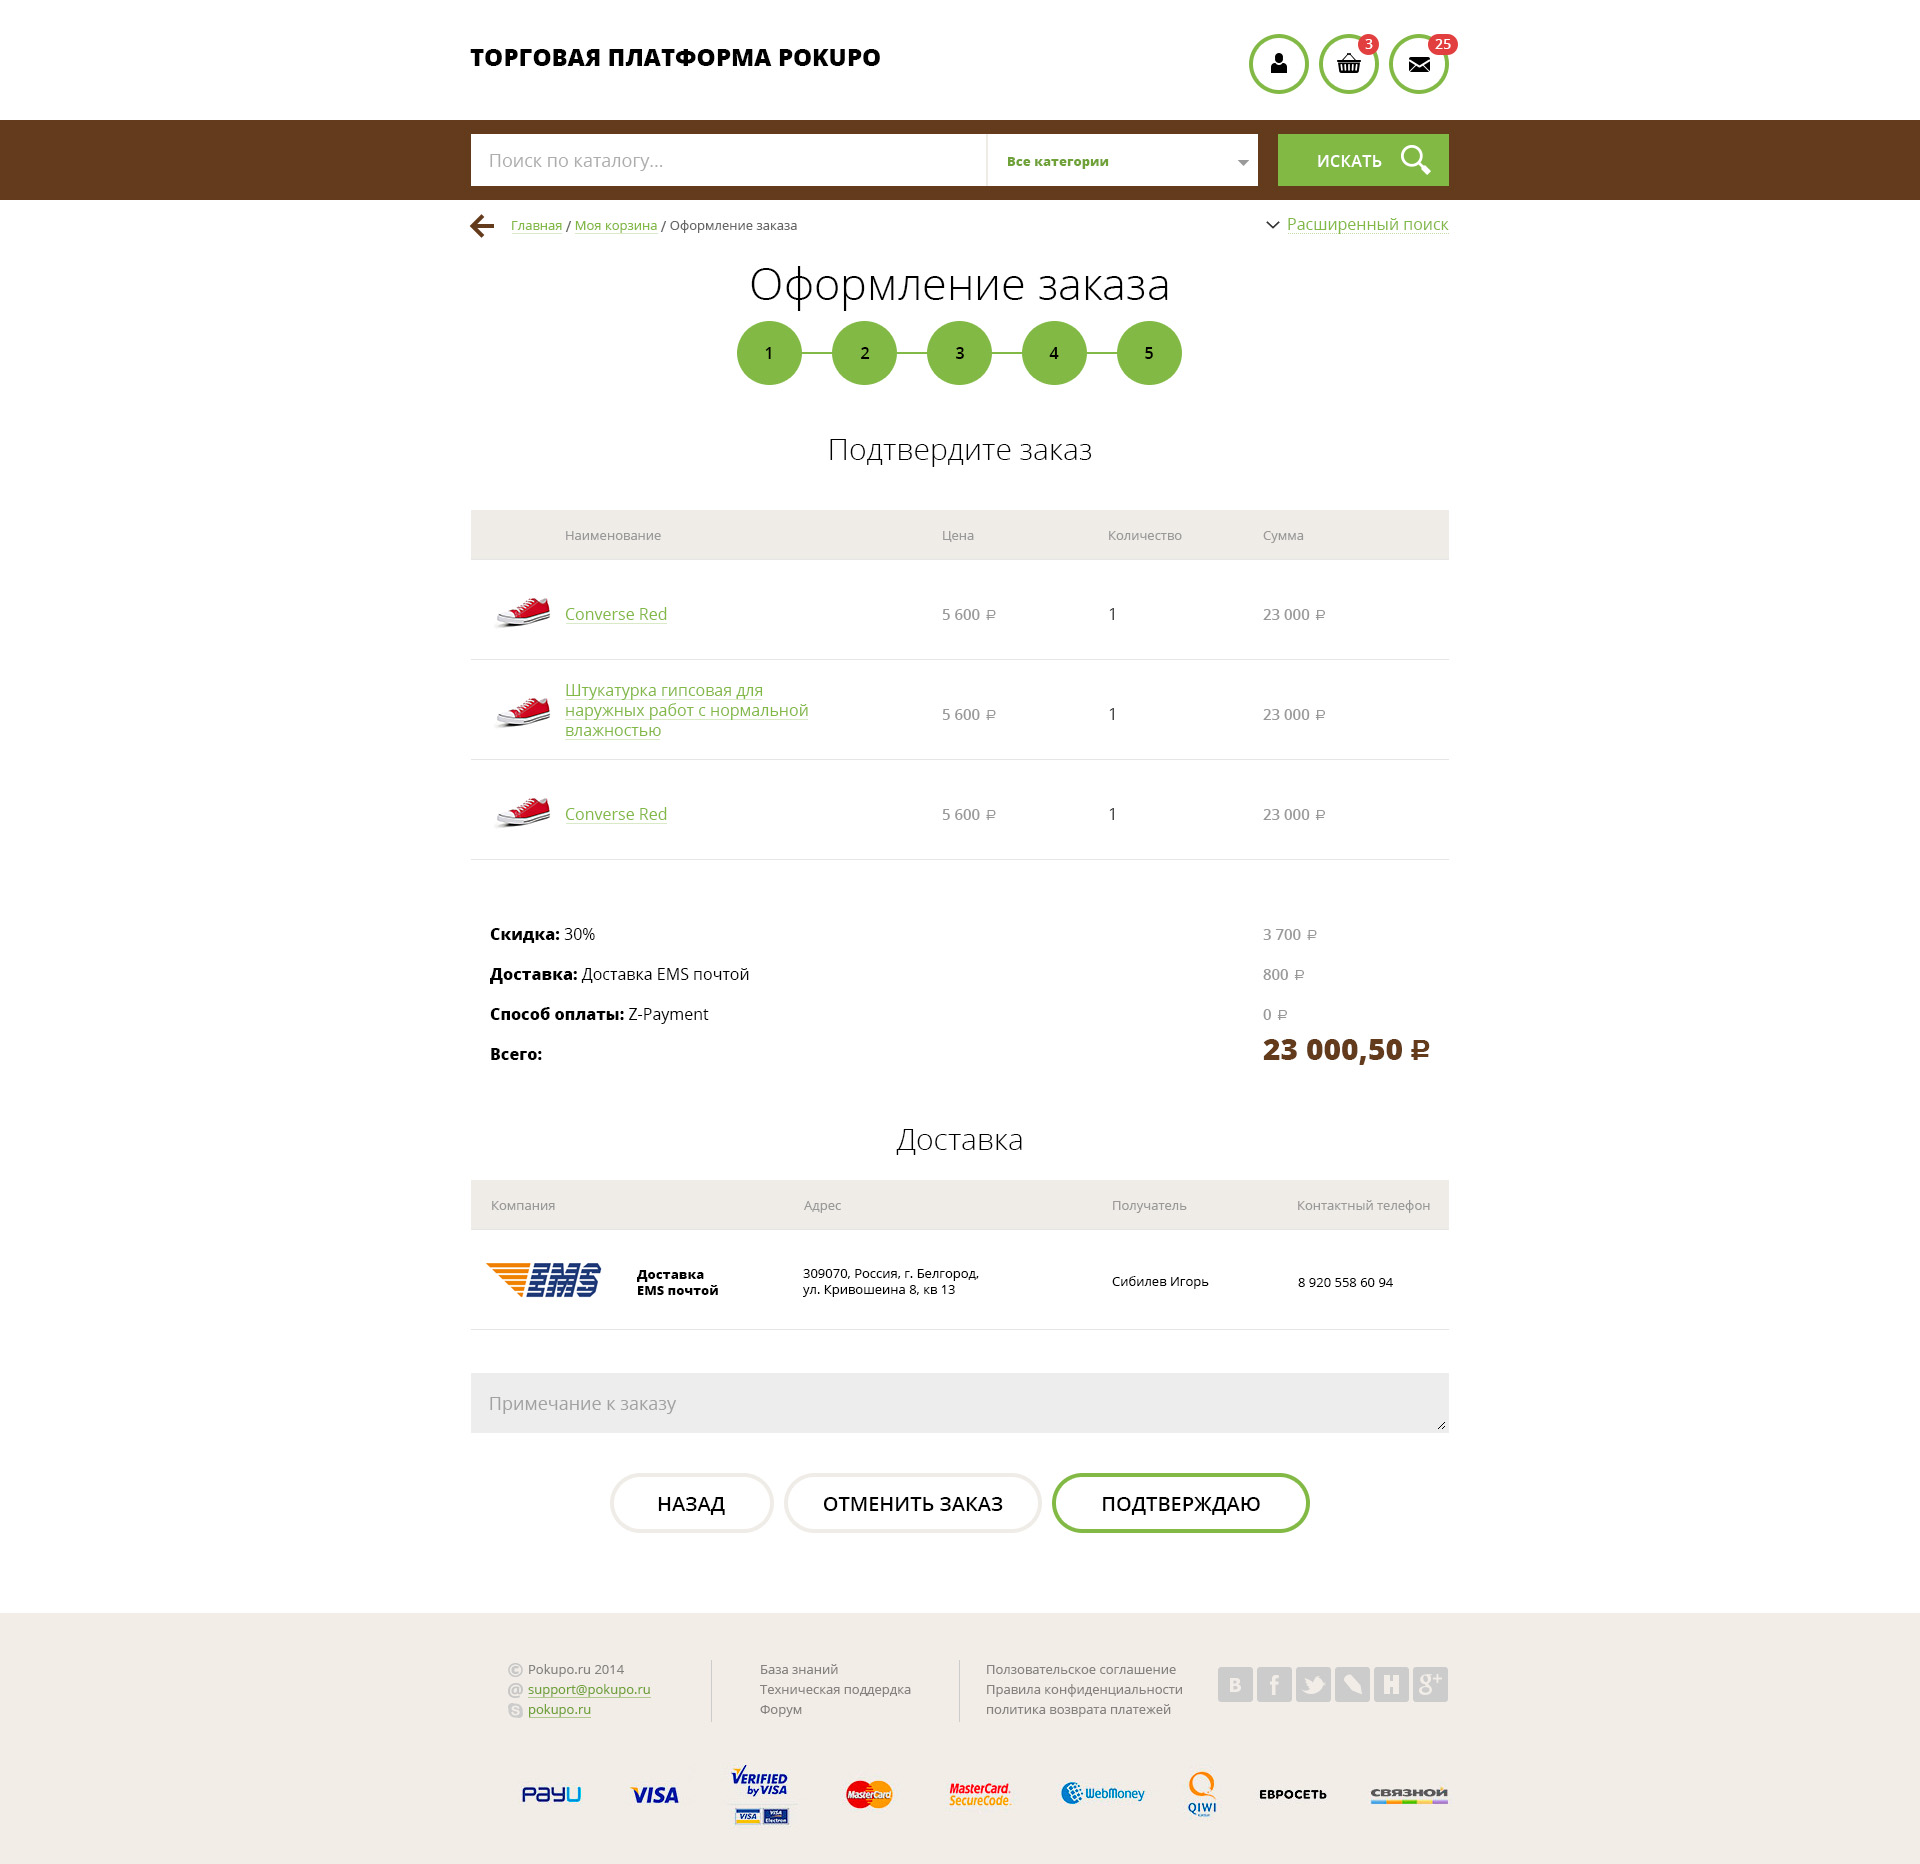 ТОРГОВАЯ ПЛАТФОРМА POKUPO
3
25
Поиск по каталогу...
Все категории
ИСКАТЬ
Главная / Моя корзина / Оформление заказа
Расширенный поиск
Оформление заказа
1 2 3 4 5
Подтвердите заказ
Наименование Цена Количество Сумма
Converse Red 5 600 ₽ 1 23 000 ₽
Штукатурка гипсовая для
наружных работ с нормальной
влажностью
5 600 ₽ 1 23 000 ₽
Converse Red 5 600 ₽ 1 23 000 ₽
Скидка: 30% 3 700 ₽
Доставка: Доставка EMS почтой 800 ₽
Способ оплаты: Z-Payment 0 ₽
Всего: 23 000,50 ₽
Доставка
Компания Адрес Получатель Контактный телефон
EMS
Доставка
EMS почтой
309070, Россия, г. Белгород,
ул. Кривошеина 8, кв 13
Сибилев Игорь
8 920 558 60 94
Примечание к заказу
НАЗАД
ОТМЕНИТЬ ЗАКАЗ
ПОДТВЕРЖДАЮ
© Pokupo.ru 2014
@ support@pokupo.ru
pokupo.ru
База знаний
Техническая поддердка
Форум
Ползовательское соглашение
Правила конфиденциальности
политика возврата платежей
B f H g+
PayU
VISA
VERIFIED
by VISA
VISA VISA Electron
MasterCard
MasterCard.
SecureCode.
WebMoney
QIWI
ЕВРОСЕТЬ
СВЯЗНОЙ